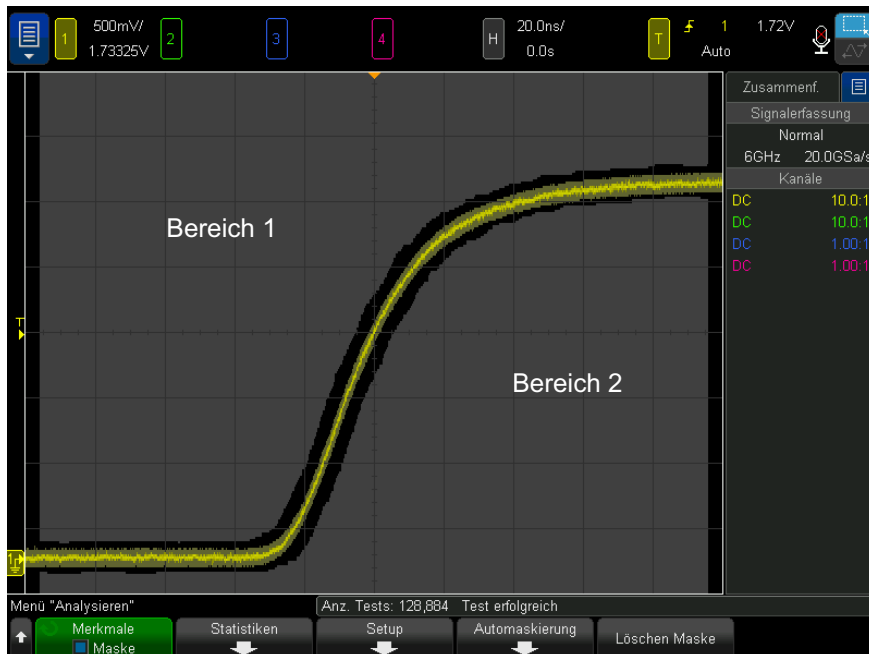 1
500mV/
1.73325V
2
3
4
H
20.0ns/
0.0s
T
1
1.72V
Auto
Zusammenf.
Signalerfassung
Normal
6GHz 20.0GSa/s
Kanäle
DC 10.0:1
DC 10.0:1
DC 1.00:1
DC 1.00:1
Bereich 1
T
Bereich 2
1
Menü "Analysieren"
Anz. Tests: 128,884 Test erfolgreich
Merkmale
Maske
Statistiken
Setup
Automaskierung
Löschen Maske